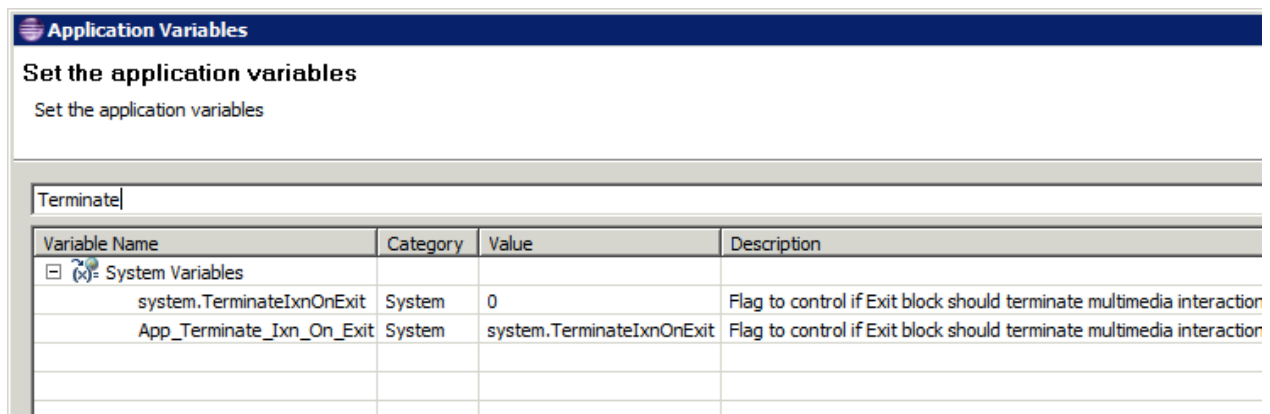 Application Variables
Set the application variables
Set the application variables
Terminate
Variable Name Category Value Description
System Variables
system.TerminateIxnOnExit System 0 Flag to control if Exit block should terminate multimedia interaction
App_Terminate_Ixn_On_Exit System system.TerminateIxnOnExit Flag to control if Exit block should terminate multimedia interaction